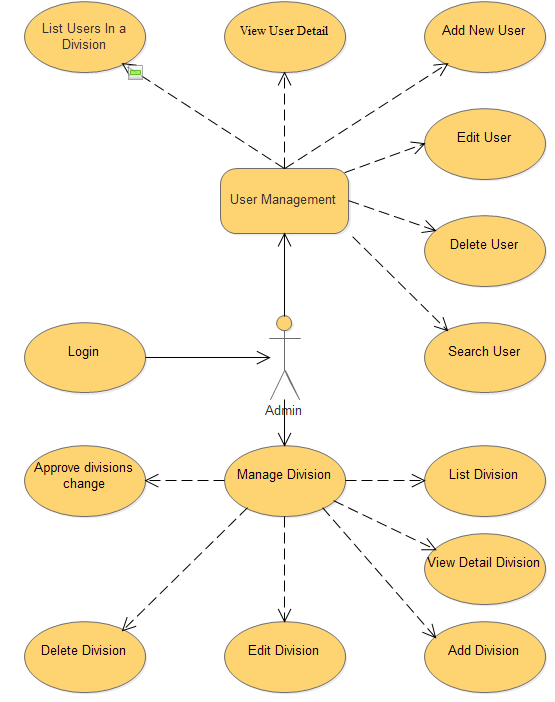 List Users In a
Division
View User Detail
Add New User
Edit User
User Management
Delete User
Login
Search User
Admin
Approve divisions
change
Manage Division
List Division
View Detail Division
Delete Division
Edit Division
Add Division